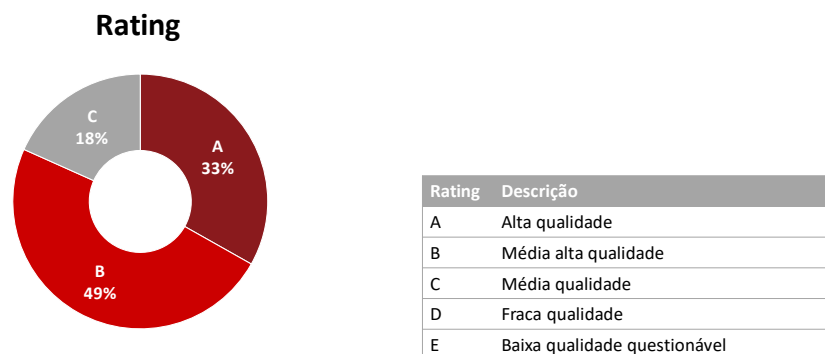 Rating
C
18%
A
33%
B
49%
Rating Descrição
A Alta qualidade
B Média alta qualidade
C Média qualidade
D Fraca qualidade
E Baixa qualidade questionável